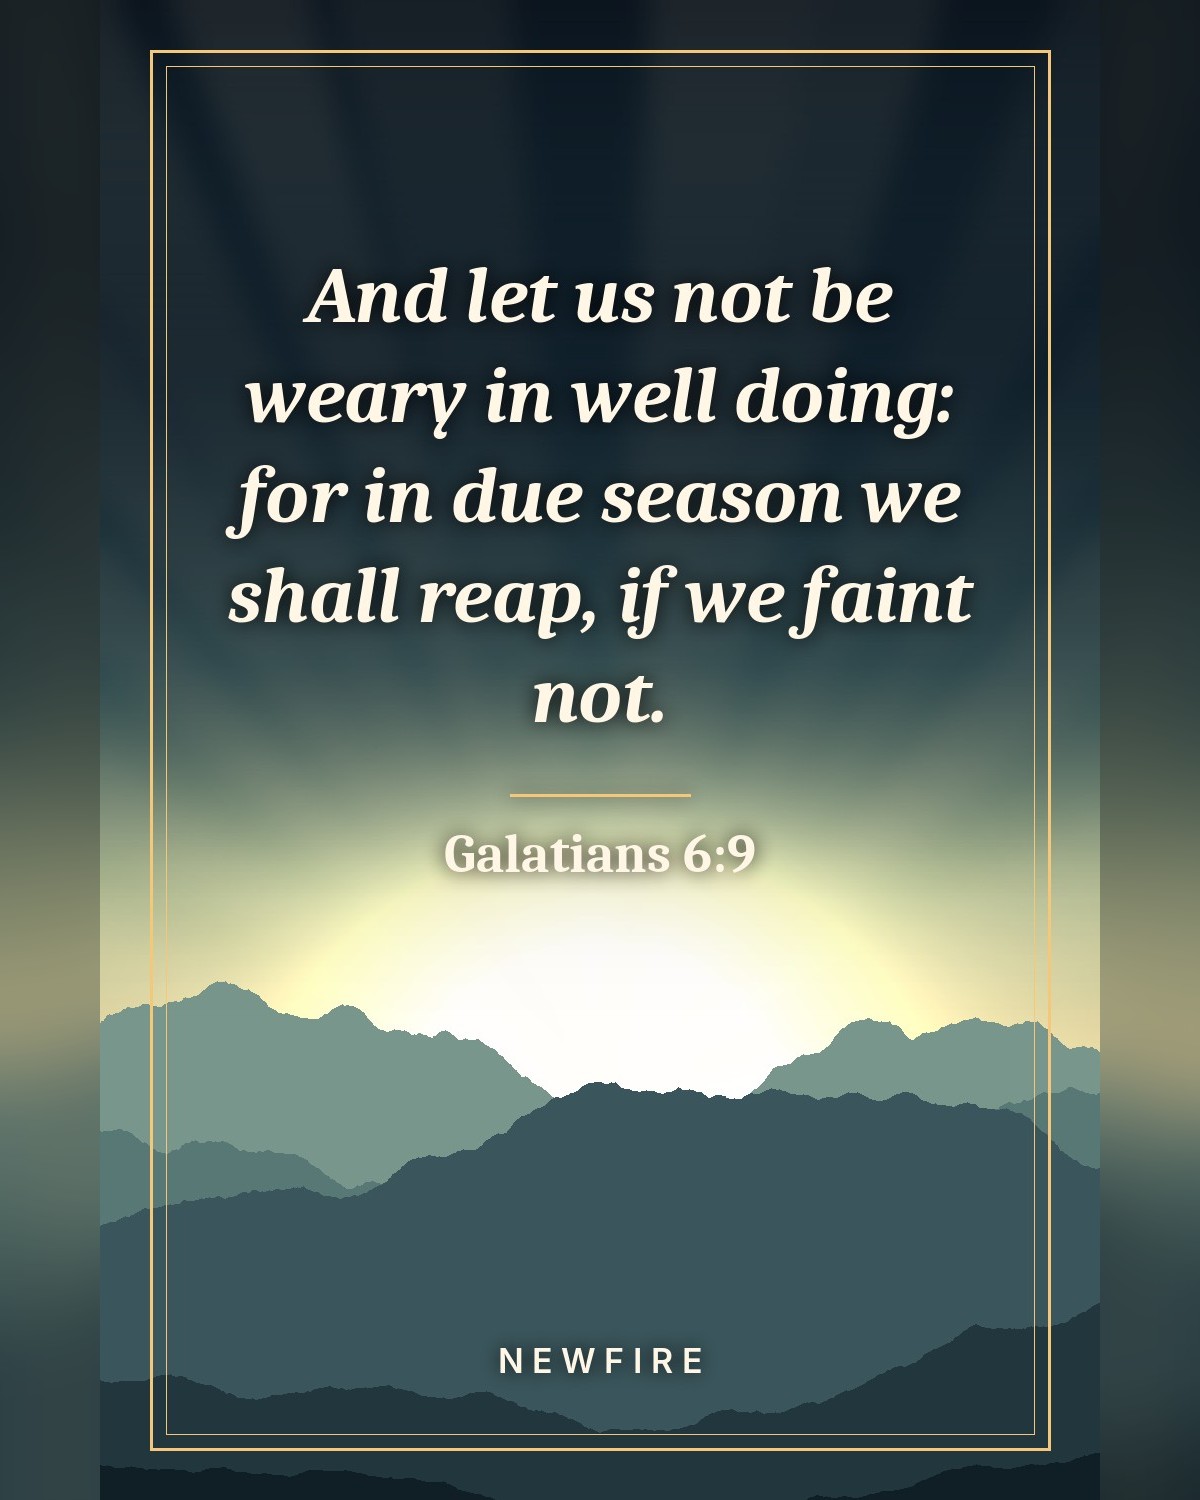 And let us not be
weary in well doing:
for in due season we
shall reap, if we faint
not.
Galatians 6:9
NEWFIRE